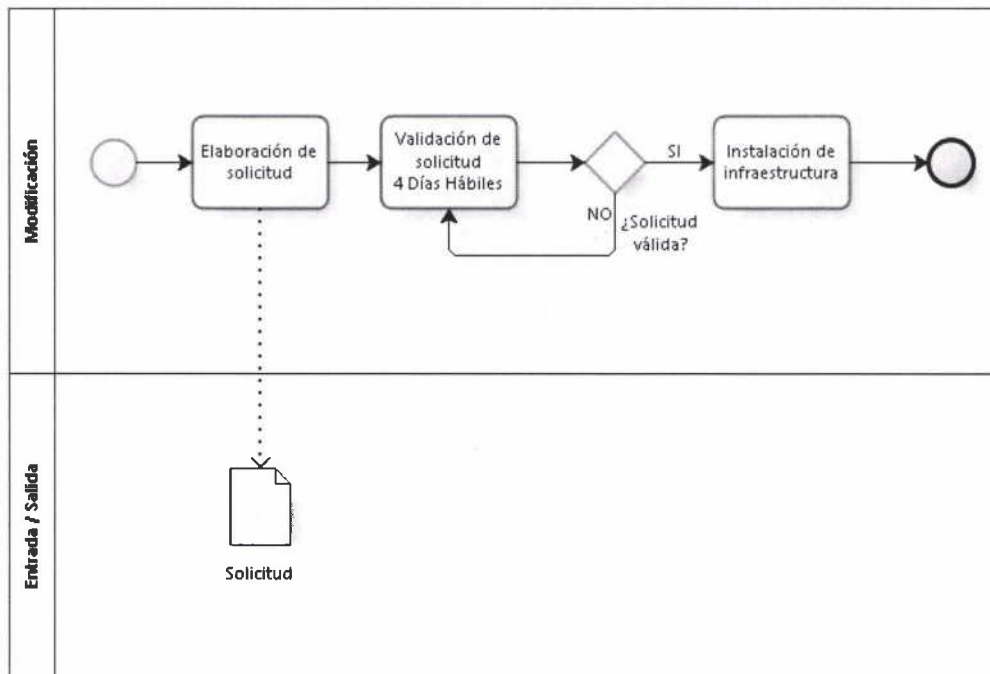 Modificación
Elaboración de
solicitud
Validación de
solicitud
4 Días Hábiles
SI
NO
¿Solicitud
válida?
Instalación de
infraestructura
Entrada / Salida
Solicitud